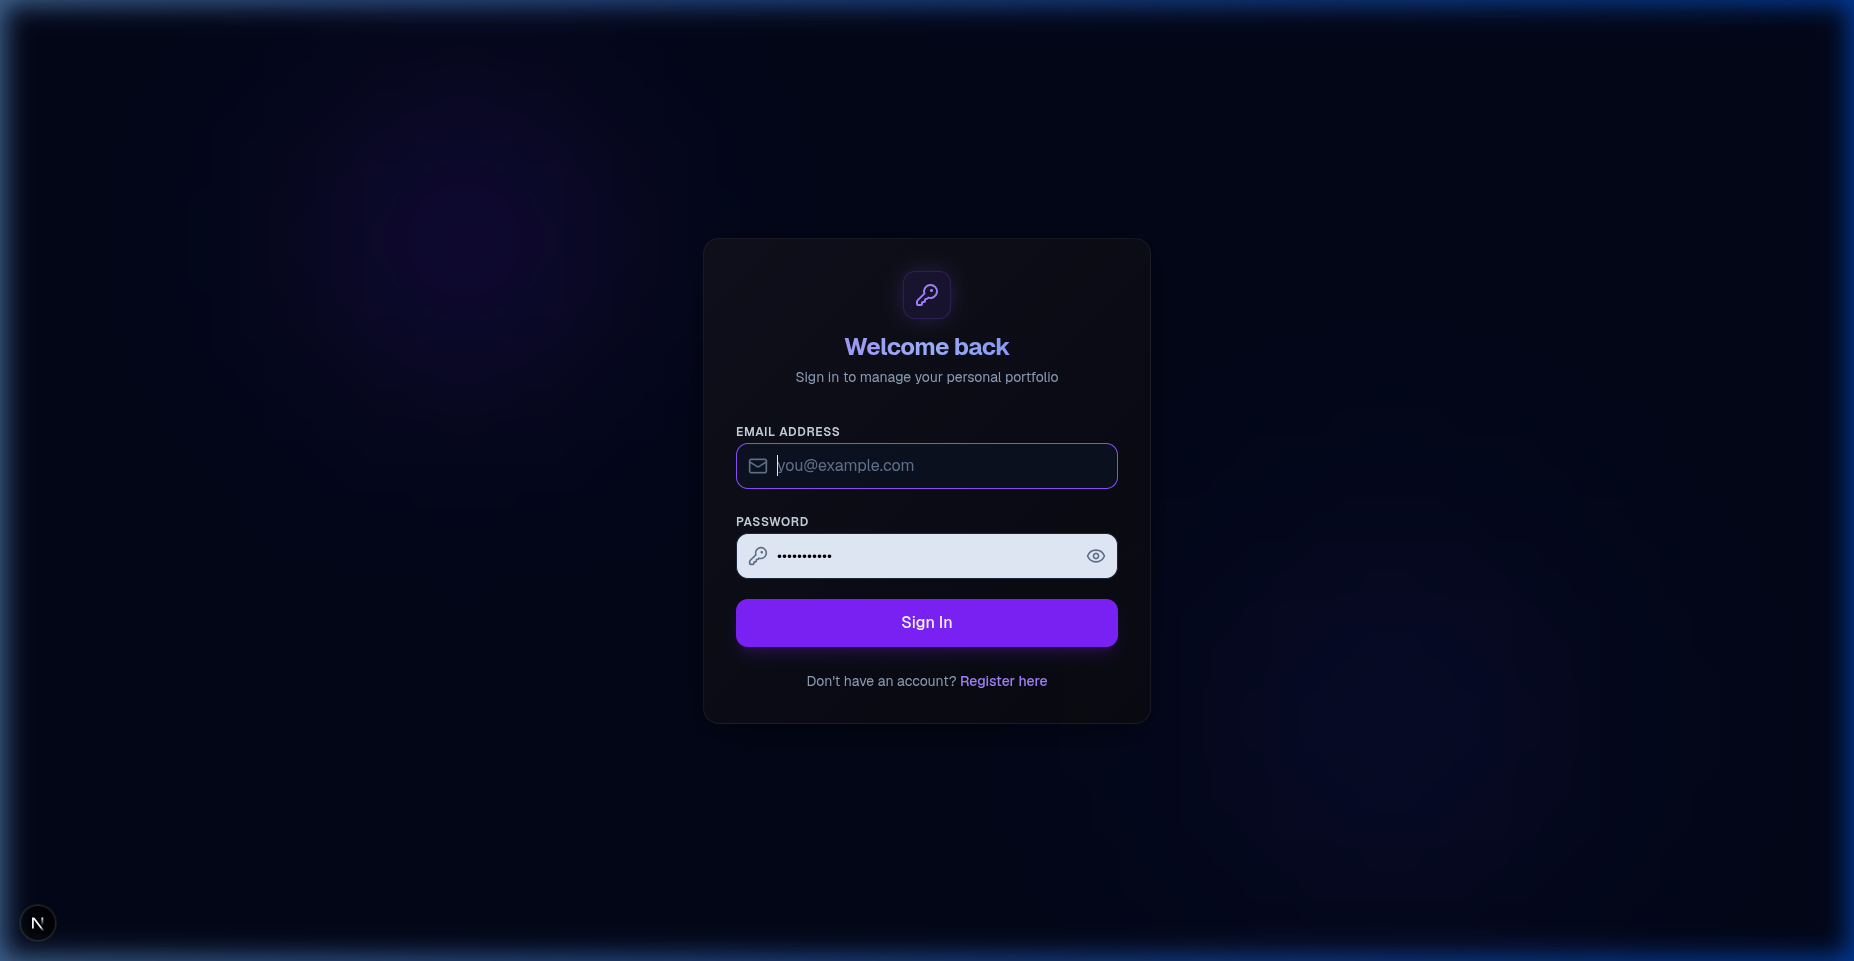 Welcome back
Sign in to manage your personal portfolio
EMAIL ADDRESS
you@example.com
PASSWORD
•••••••••••
Sign In
Don't have an account? Register here
N